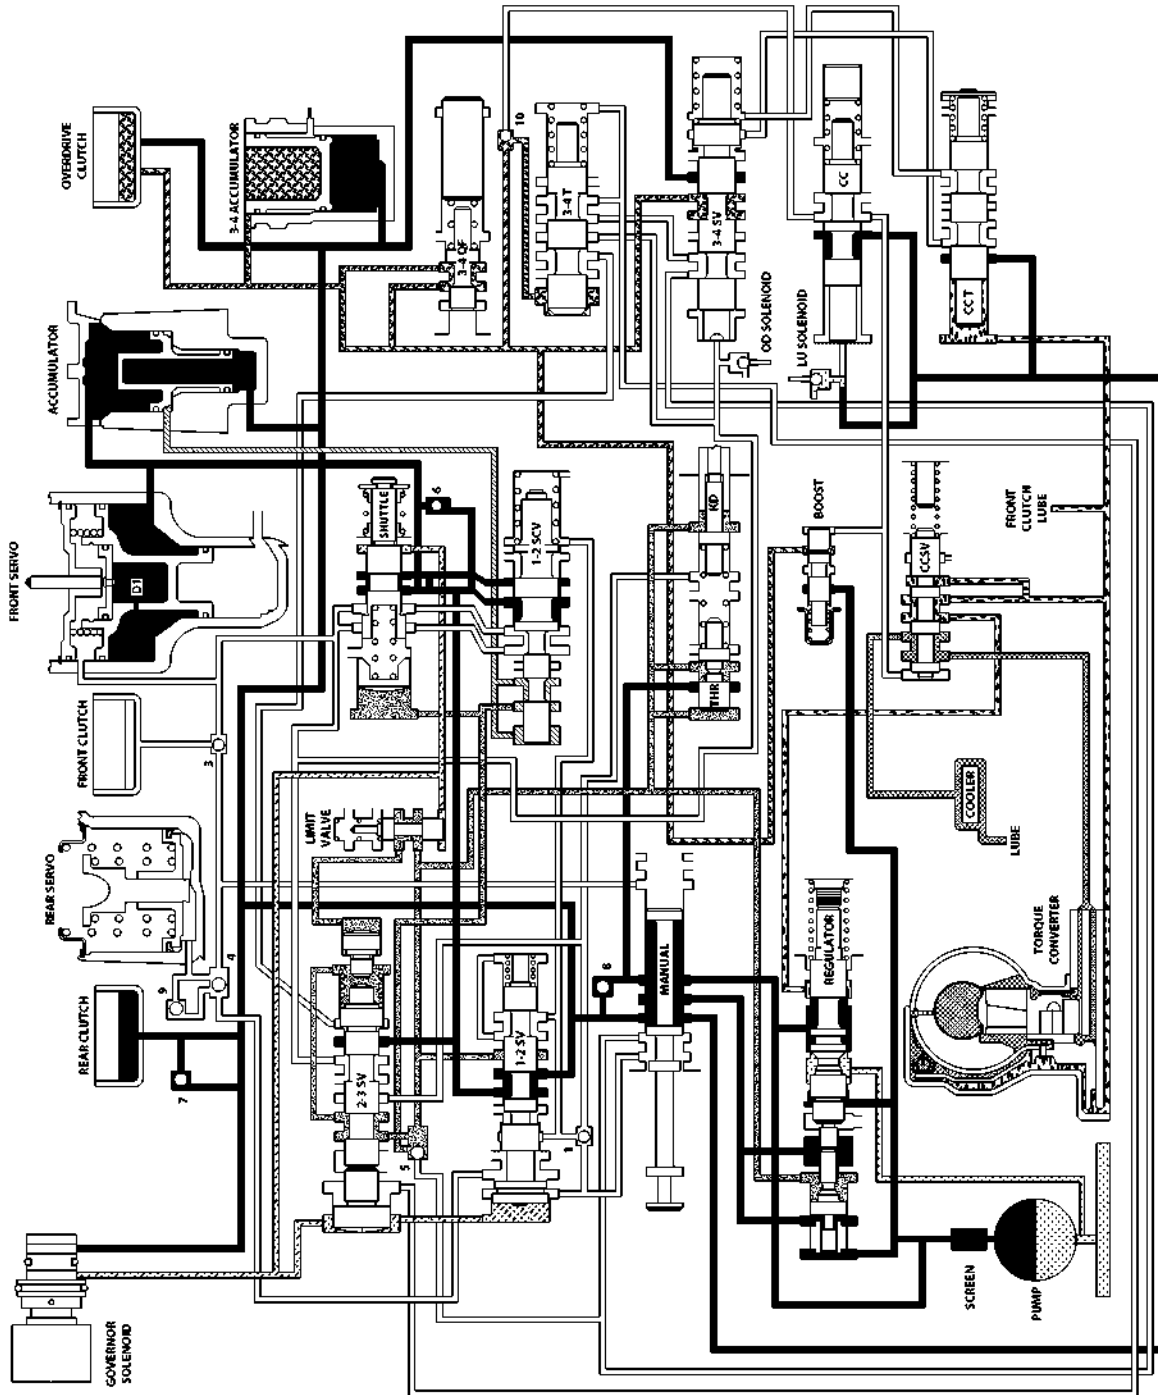 FRONT SERVO
D1
ACCUMULATOR
OVERDRIVE
CLUTCH
3-4 ACCUMULATOR
3-4 QF
10
3-4 T
3-4 SV
CC
CCT
OD SOLENOID
LU SOLENOID
SHUTTLE
6
1-2 SCV
KD
THR
BOOST
CCSV
FRONT
CLUTCH
LUBE
FRONT CLUTCH
3
REAR SERVO
LIMIT
VALVE
COOLER
LUBE
9
4
REAR CLUTCH
7
2-3 SV
5
1-2 SV
1
8
MANUAL
REGULATOR
TORQUE
CONVERTER
SCREEN
PUMP
GOVERNOR
SOLENOID